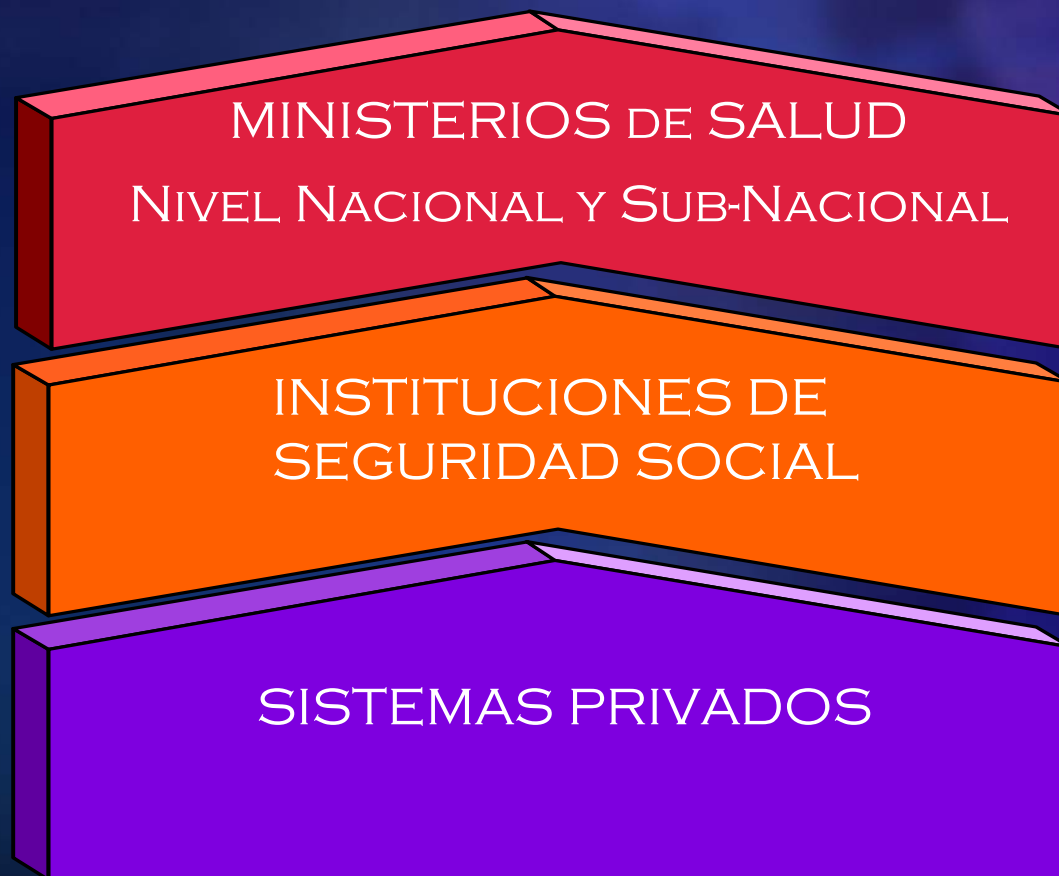 MINISTERIOS DE SALUD
NIVEL NACIONAL Y SUB-NACIONAL
INSTITUCIONES DE
SEGURIDAD SOCIAL
SISTEMAS PRIVADOS